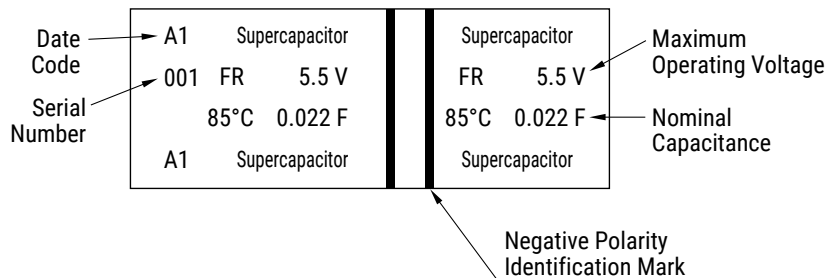 Date
Code
A1 Supercapacitor Supercapacitor
Maximum
Operating Voltage
001 FR 5.5 V FR 5.5 V
Serial
Number
85°C 0.022 F 85°C 0.022 F
Nominal
Capacitance
A1 Supercapacitor Supercapacitor
Negative Polarity
Identification Mark